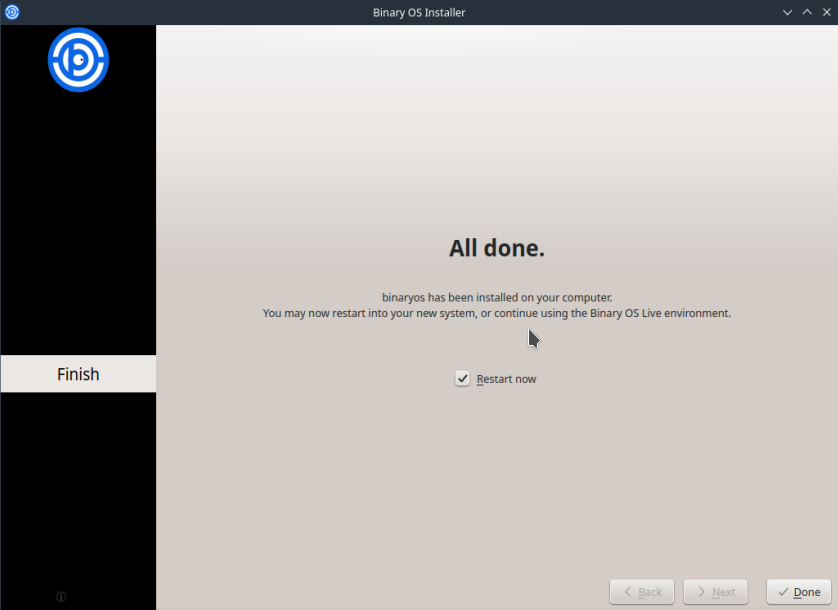 Binary OS Installer
Finish
All done.
binaryos has been installed on your computer.
You may now restart into your new system, or continue using the Binary OS Live environment.
Restart now
Back
Next
Done